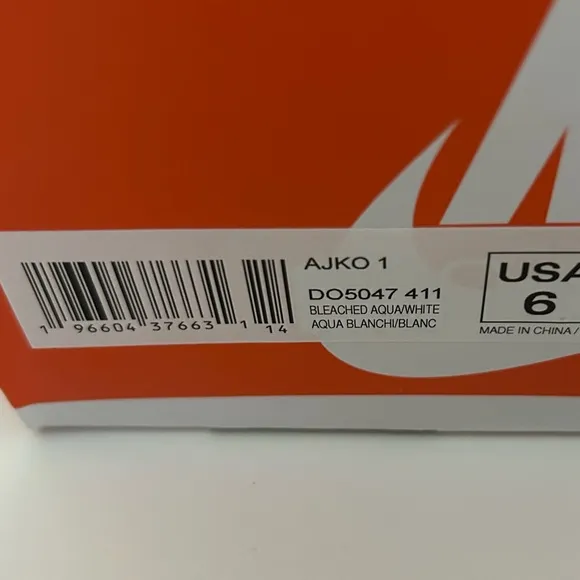 AJKO 1
DO5047 411
BLEACHED AQUA/WHITE
AQUA BLANCHI/BLANC
1 96604 37663 1 14
USA
6
MADE IN CHINA /